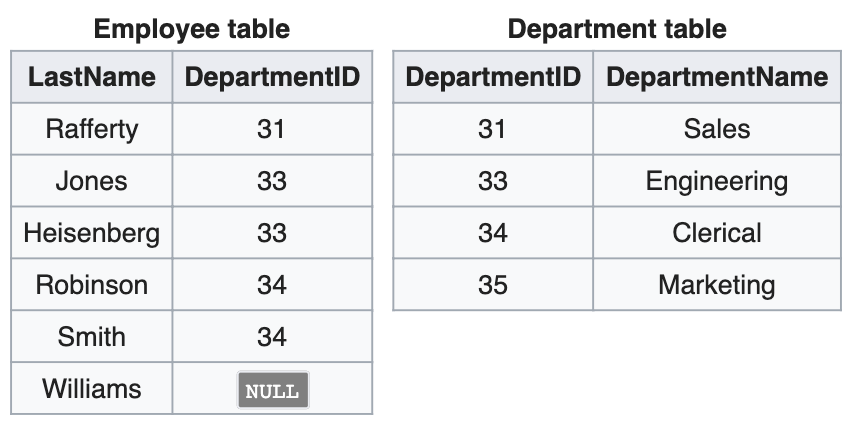 Employee table
LastName DepartmentID
Rafferty 31
Jones 33
Heisenberg 33
Robinson 34
Smith 34
Williams NULL
Department table
DepartmentID DepartmentName
31 Sales
33 Engineering
34 Clerical
35 Marketing